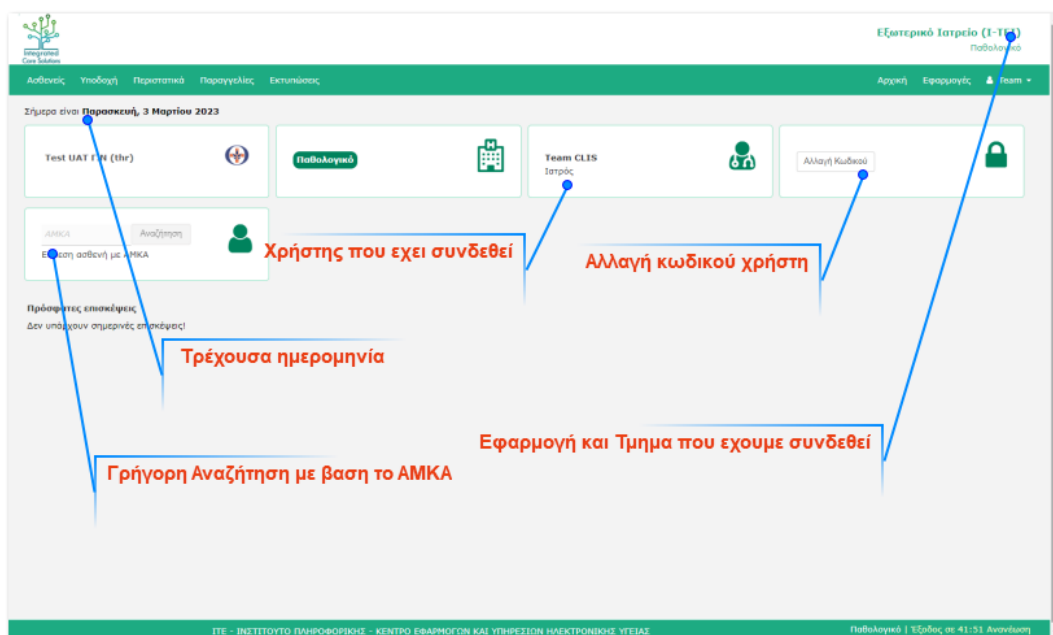 Integrated
Care Solutions
Εξωτερικό Ιατρείο (Ι-ΤΕΙ)
Παθολογικό
Ασθενείς Υποδοχή Περιστατικά Παραγγελίες Εκτυπώσεις
Αρχική Εφαρμογές Team
Σήμερα είναι Παρασκευή, 3 Μαρτίου 2023
Test UAT ΓΝ (thr)
Παθολογικό
Team CLIS
Ιατρός
Αλλαγή Κωδικού
ΑΜΚΑ
Αναζήτηση
ασθενή με ΑΜΚΑ
Χρήστης που εχει συνδεθεί
Αλλαγή κωδικού χρήστη
Πρόσφατες επισκέψεις
Δεν υπάρχουν σημερινές επισκέψεις!
Τρέχουσα ημερομηνία
Εφαρμογή και Τμημα που εχουμε συνδεθεί
Γρήγορη Αναζήτηση με βαση το ΑΜΚΑ
ΙΤΕ - ΙΝΣΤΙΤΟΥΤΟ ΠΛΗΡΟΦΟΡΙΚΗΣ - ΚΕΝΤΡΟ ΕΦΑΡΜΟΓΩΝ ΚΑΙ ΥΠΗΡΕΣΙΩΝ ΗΛΕΚΤΡΟΝΙΚΗΣ ΥΓΕΙΑΣ
Παθολογικό | Έξοδος σε 41:51 Ανανέωση